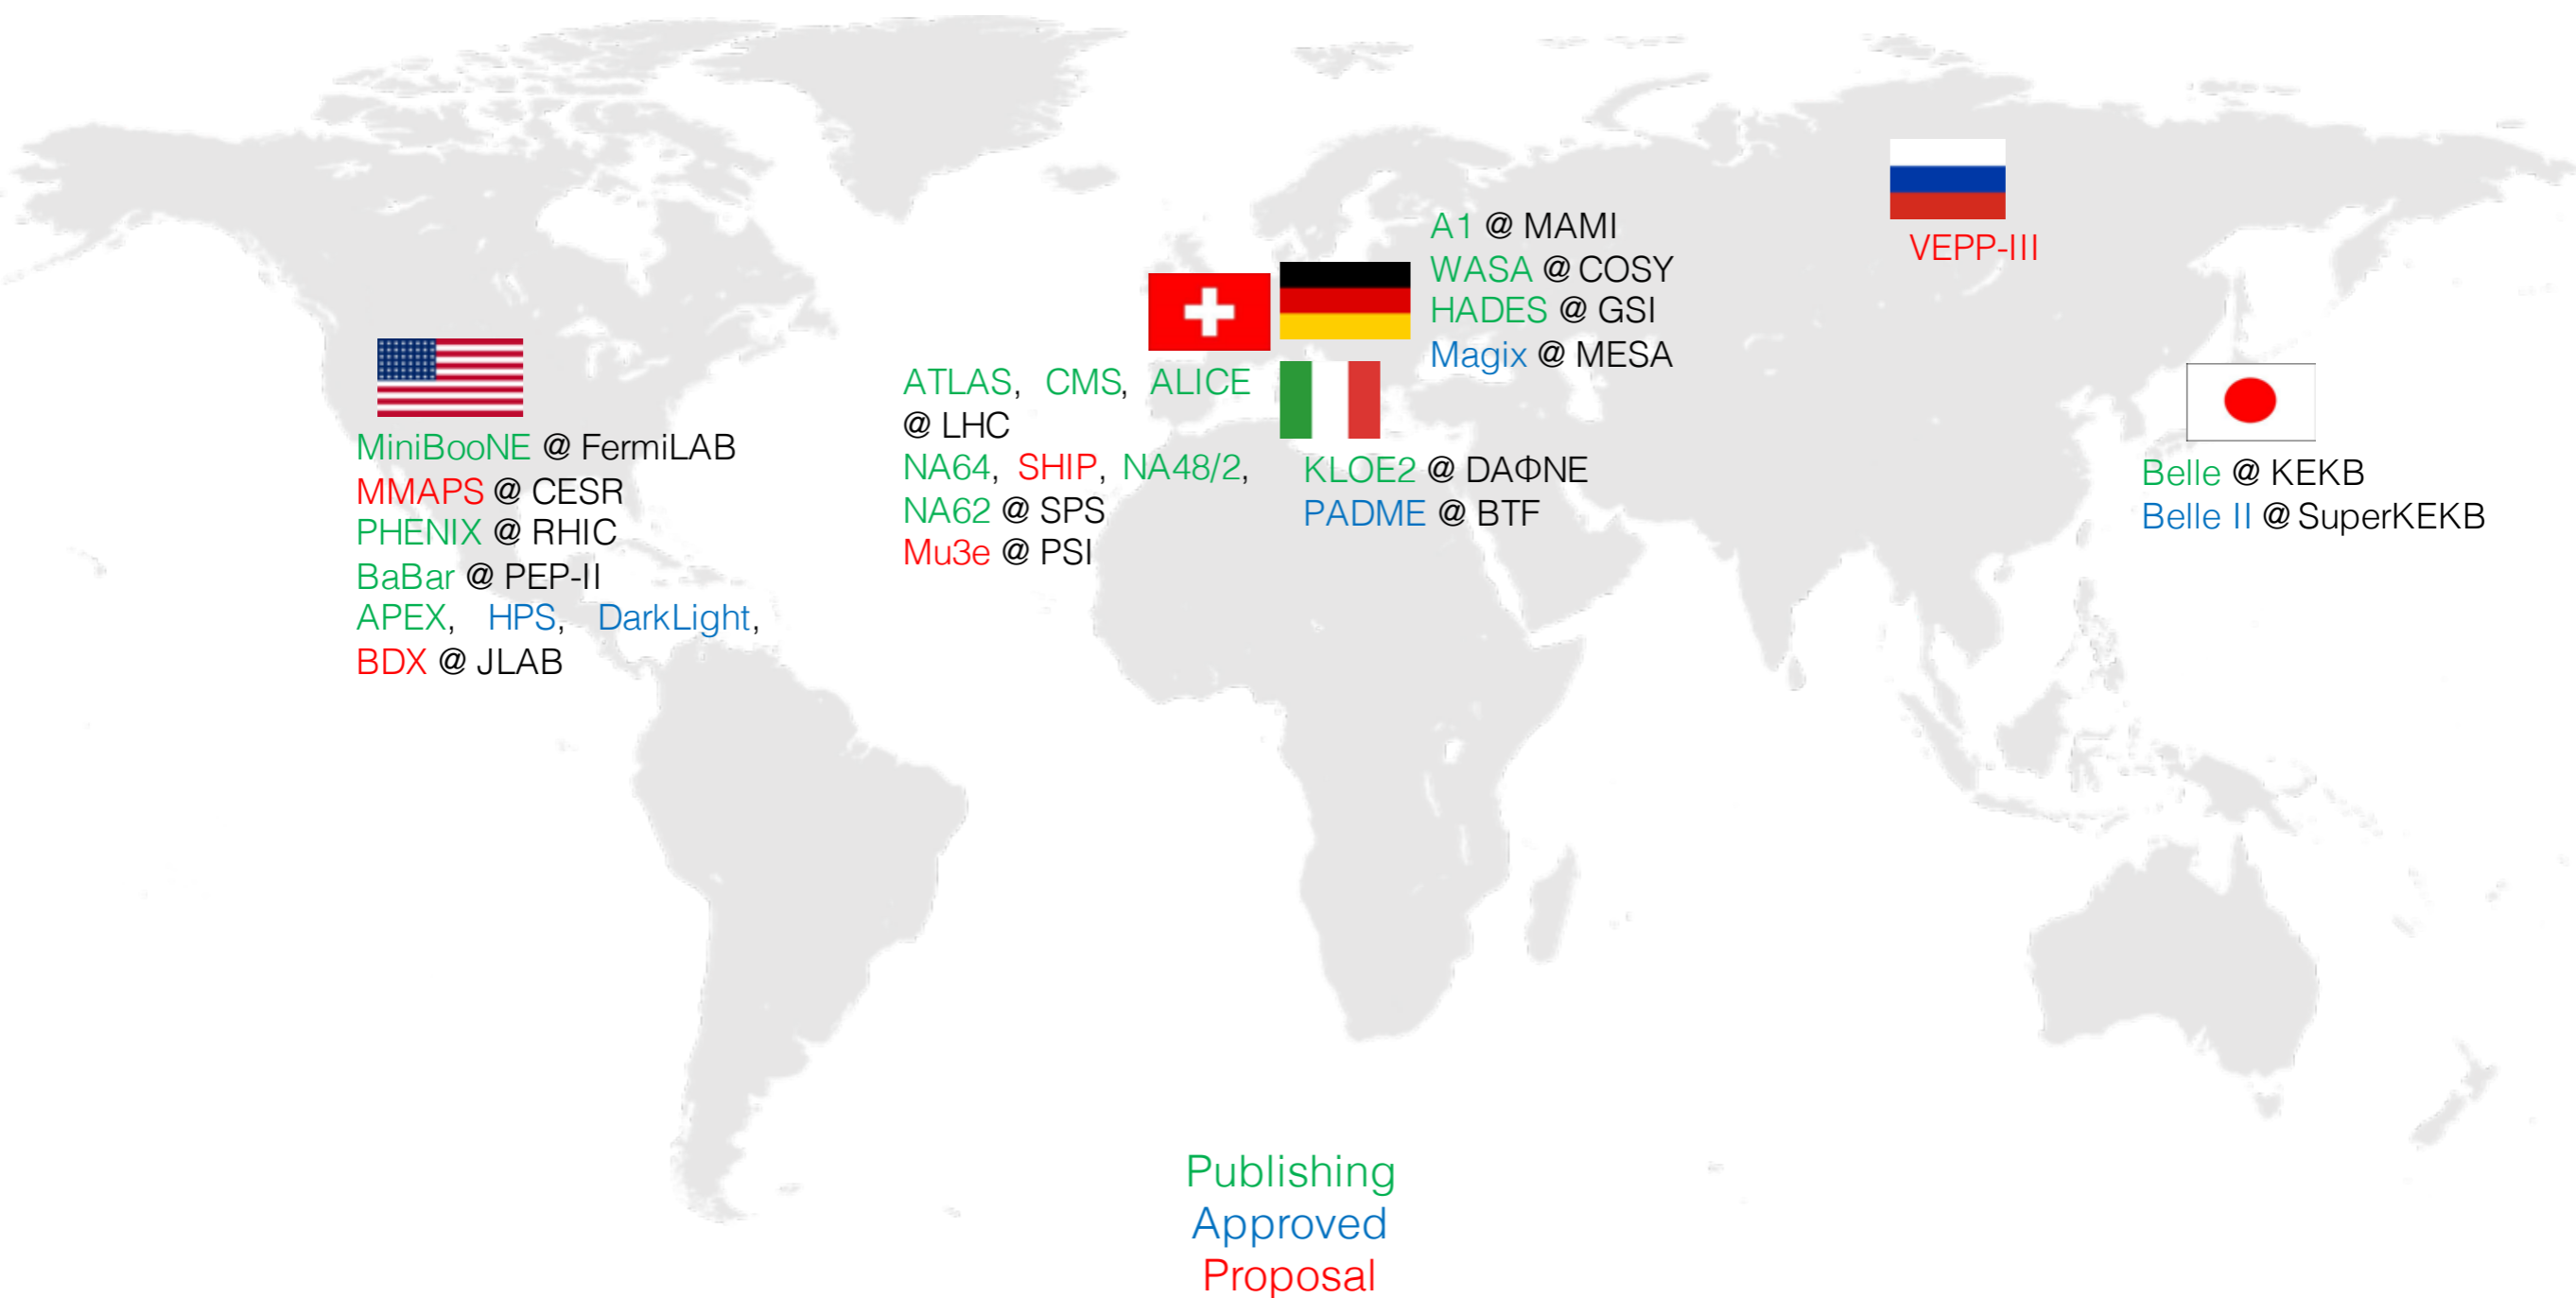 MiniBooNE @ FermiLAB
MMAPS @ CESR
PHENIX @ RHIC
BaBar @ PEP-II
APEX, HPS, DarkLight,
BDX @ JLAB
ATLAS, CMS, ALICE
@ LHC
NA64, SHIP, NA48/2,
NA62 @ SPS
Mu3e @ PSI
A1 @ MAMI
WASA @ COSY
HADES @ GSI
Magix @ MESA
KLOE2 @ DAΦNE
PADME @ BTF
VEPP-III
Belle @ KEKB
Belle II @ SuperKEKB
Publishing
Approved
Proposal